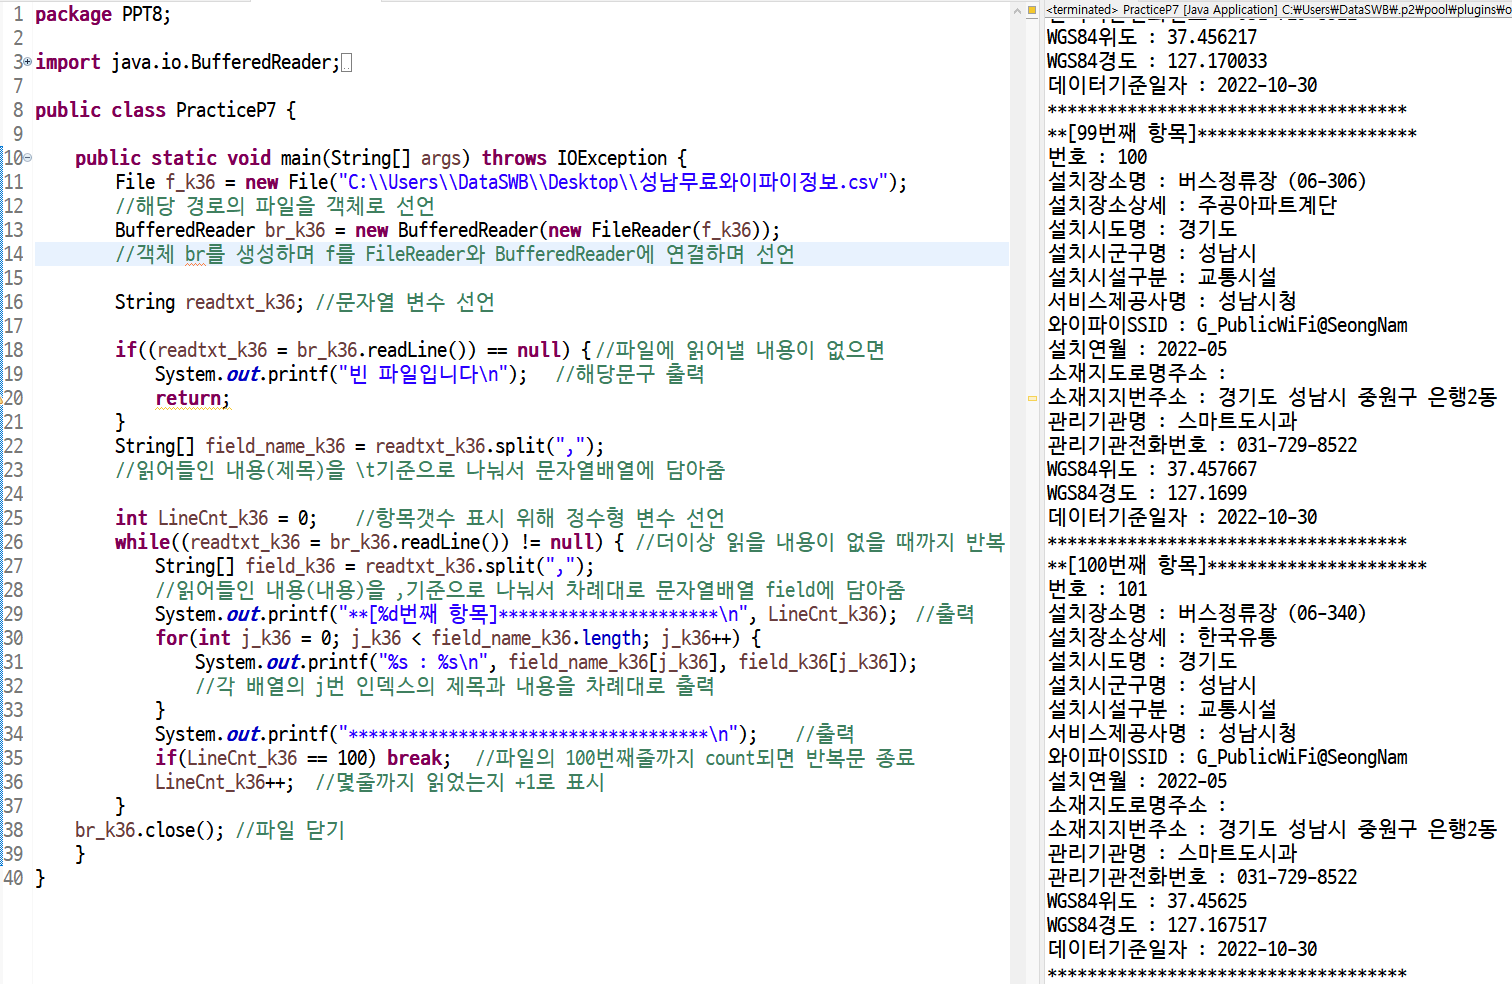 1 package PPT8;
2
3 import java.io.BufferedReader;
7
8 public class PracticeP7 {
9
10 public static void main(String[] args) throws IOException {
11 File f_k36 = new File("C:\\Users\\DataSWB\\Desktop\\성남무료와이파이정보.csv");
12 //해당 경로의 파일을 객체로 선언
13 BufferedReader br_k36 = new BufferedReader(new FileReader(f_k36));
14 //객체 br를 생성하며 f를 FileReader와 BufferedReader에 연결하며 선언
15
16 String readtxt_k36; //문자열 변수 선언
17
18 if((readtxt_k36 = br_k36.readLine()) == null) { //파일에 읽어낼 내용이 없으면
19 System.out.printf("빈 파일입니다\n"); //해당문구 출력
20 return;
21 }
22 String[] field_name_k36 = readtxt_k36.split(",");
23 //읽어들인 내용(제목)을 \t기준으로 나눠서 문자열배열에 담아줌
24
25 int LineCnt_k36 = 0; //항목갯수 표시 위해 정수형 변수 선언
26 while((readtxt_k36 = br_k36.readLine()) != null) { //더이상 읽을 내용이 없을 때까지 반복
27 String[] field_k36 = readtxt_k36.split(",");
28 //읽어들인 내용(내용)을 ,기준으로 나눠서 차례대로 문자열배열 field에 담아줌
29 System.out.printf("**[%d번째 항목]**********************\n", LineCnt_k36); //출력
30 for(int j_k36 = 0; j_k36 < field_name_k36.length; j_k36++) {
31 System.out.printf("%s : %s\n", field_name_k36[j_k36], field_k36[j_k36]);
32 //각 배열의 j번 인덱스의 제목과 내용을 차례대로 출력
33 }
34 System.out.printf("************************************\n"); //출력
35 if(LineCnt_k36 == 100) break; //파일의 100번째줄까지 count되면 반복문 종료
36 LineCnt_k36++; //몇줄까지 읽었는지 +1로 표시
37 }
38 br_k36.close(); //파일 닫기
39 }
40 }
<terminated> PracticeP7 [Java Application] C:₩Users₩DataSWB₩.p2₩pool₩plugins₩o
WGS84위도 : 37.456217
WGS84경도 : 127.170033
데이터기준일자 : 2022-10-30
************************************
**[99번째 항목]**********************
번호 : 100
설치장소명 : 버스정류장 (06-306)
설치장소상세 : 주공아파트계단
설치시도명 : 경기도
설치시군구명 : 성남시
설치시설구분 : 교통시설
서비스제공사명 : 성남시청
와이파이SSID : G_PublicWiFi@SeongNam
설치연월 : 2022-05
소재지도로명주소 :
소재지지번주소 : 경기도 성남시 중원구 은행2동
관리기관명 : 스마트도시과
관리기관전화번호 : 031-729-8522
WGS84위도 : 37.457667
WGS84경도 : 127.1699
데이터기준일자 : 2022-10-30
************************************
**[100번째 항목]**********************
번호 : 101
설치장소명 : 버스정류장 (06-340)
설치장소상세 : 한국유통
설치시도명 : 경기도
설치시군구명 : 성남시
설치시설구분 : 교통시설
서비스제공사명 : 성남시청
와이파이SSID : G_PublicWiFi@SeongNam
설치연월 : 2022-05
소재지도로명주소 :
소재지지번주소 : 경기도 성남시 중원구 은행2동
관리기관명 : 스마트도시과
관리기관전화번호 : 031-729-8522
WGS84위도 : 37.45625
WGS84경도 : 127.167517
데이터기준일자 : 2022-10-30
************************************